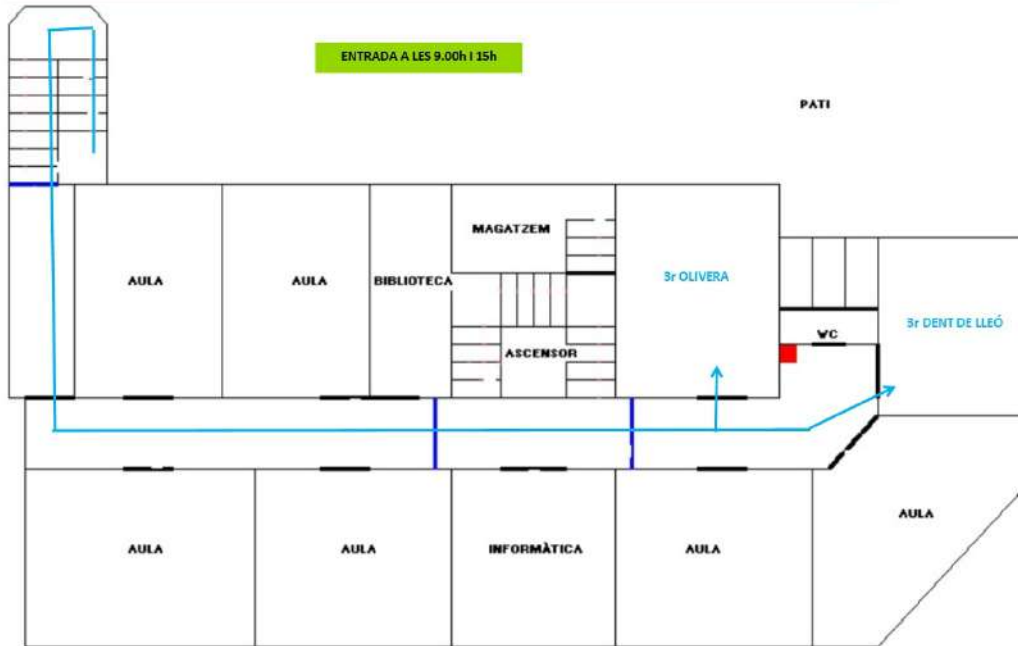 ENTRADA A LES 9.00h I 15h
PATI
MAGATZEM
AULA
AULA
BIBLIOTECA
3r OLIVERA
3r DENT DE LLEÓ
WC
ASCENSOR
AULA
AULA
AULA
INFORMÀTICA
AULA